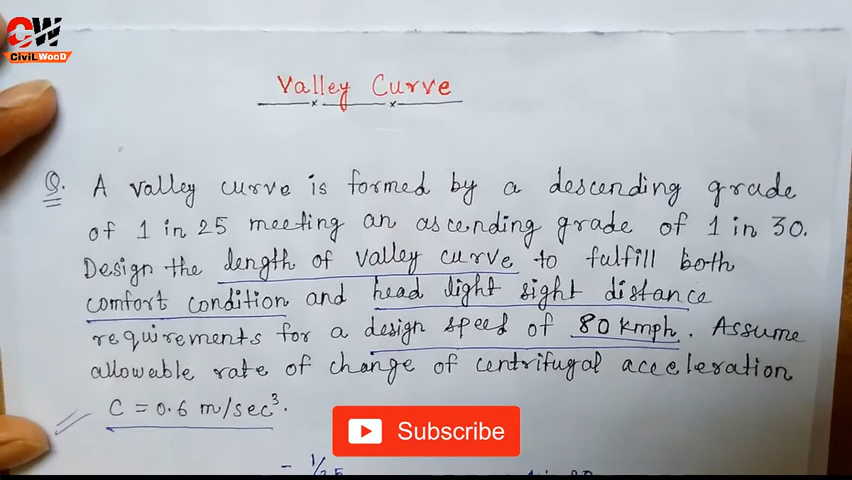 CW
CIVIL WOOD
Valley Curve
Q. A valley curve is formed by a descending grade
of 1 in 25 meeting an ascending grade of 1 in 30.
Design the length of valley curve to fulfill both
comfort condition and head light sight distance
requirements for a design speed of 80 kmph. Assume
allowable rate of change of centrifugal acceleration
C = 0.6 m/sec³.
Subscribe
- 1/25